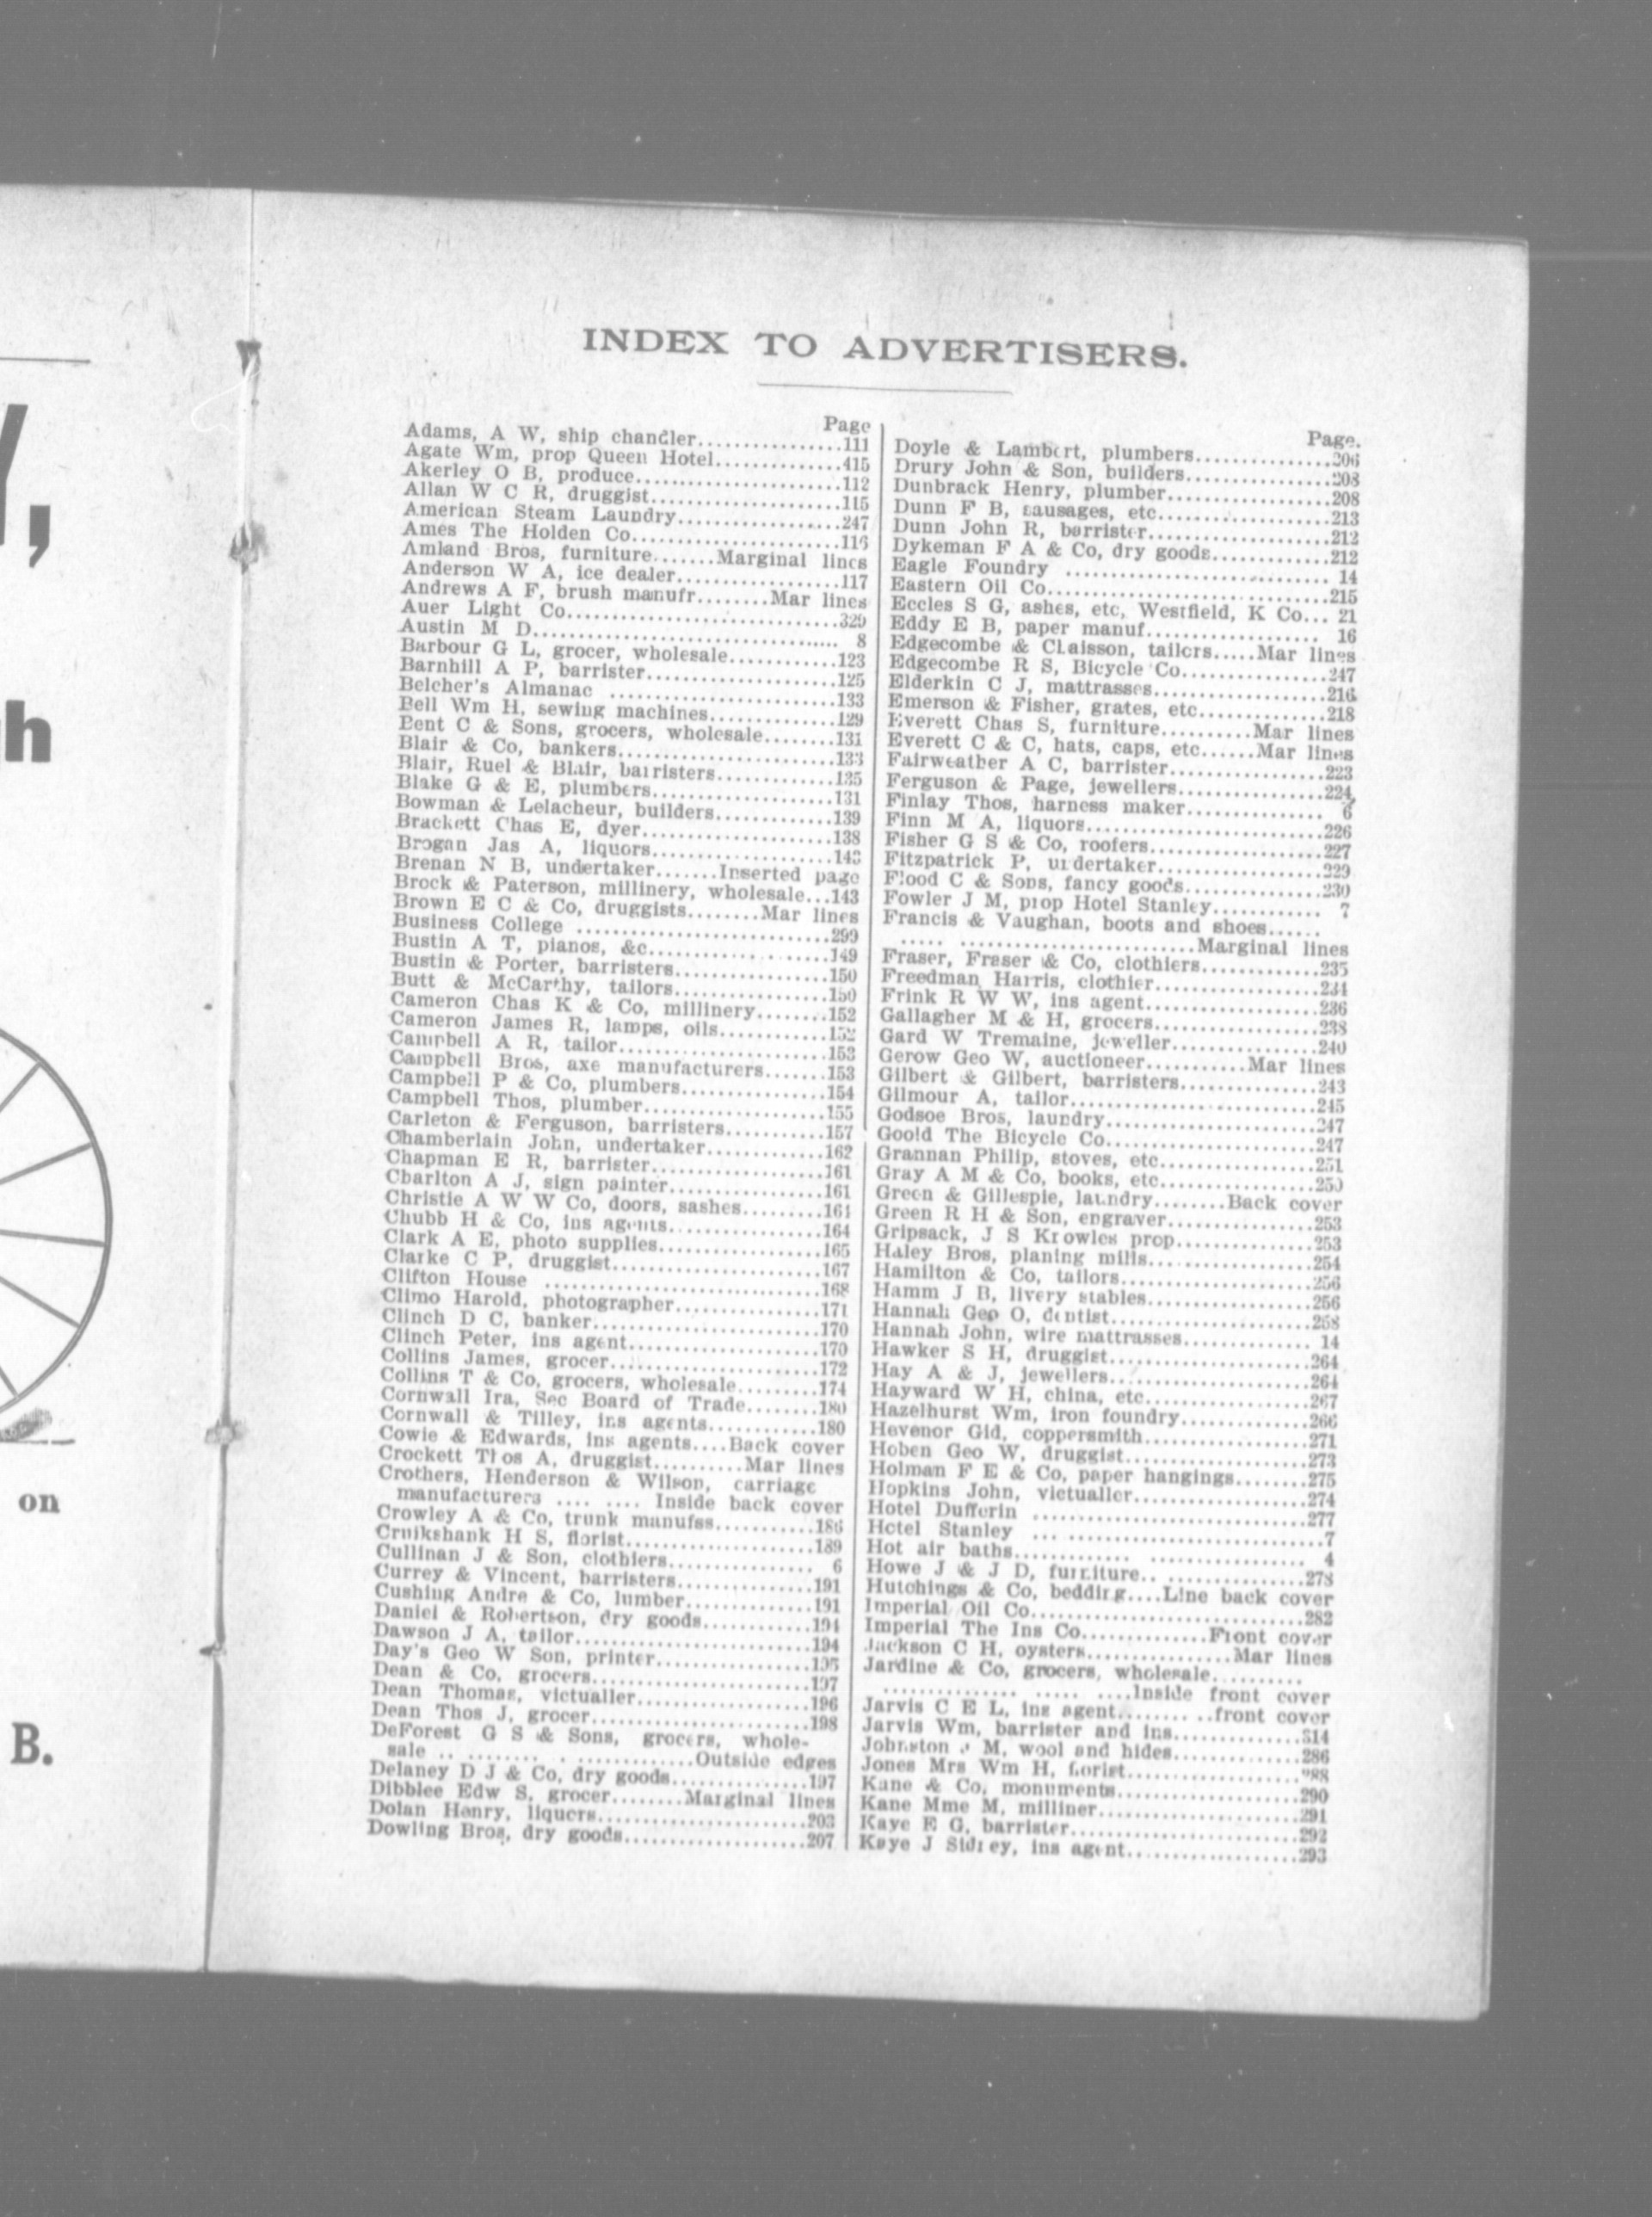 INDEX TO ADVERTISERS.
Page
Adams, A W, ship chandler...............111
Agate Wm, prop Queen Hotel.............415
Akerley O B, produce......................112
Allan W C R, druggist....................115
American Steam Laundry.................247
Ames The Holden Co......................116
Amland Bros, furniture.......Marginal lines
Anderson W A, ice dealer.................117
Andrews A F, brush manufr........Mar lines
Auer Light Co.............................329
Austin M D................................ 8
Barbour G L, grocer, wholesale...........123
Barnhill A P, barrister....................125
Belcher's Almanac ........................133
Bell Wm H, sewing machines.............129
Bent C & Sons, grocers, wholesale........131
Blair & Co, bankers.......................133
Blair, Ruel & Blair, barristers............135
Blake G & E, plumbers...................131
Bowman & Lelacheur, builders............139
Brackett Chas E, dyer....................138
Brogan Jas A, liquors...................143
Brenan N B, undertaker.......Inserted page
Brock & Paterson, millinery, wholesale...143
Brown E C & Co, druggists........Mar lines
Business College ...........................299
Bustin A T, pianos, &c...................149
Bustin & Porter, barristers................150
Butt & McCarthy, tailors................150
Cameron Chas K & Co, millinery........152
Cameron James R, lamps, oils...........152
Campbell A R, tailor......................153
Campbell Bros, axe manufacturers.......153
Campbell P & Co, plumbers...............154
Campbell Thos, plumber...................155
Carleton & Ferguson, barristers...........157
Chamberlain John, undertaker............162
Chapman E R, barrister...................161
Charlton A J, sign painter................161
Christie A W W Co, doors, sashes.........161
Chubb H & Co, ins agents................164
Clark A E, photo supplies.................165
Clarke C P, druggist......................167
Clifton House .............................168
Climo Harold, photographer...............171
Clinch D C, banker........................170
Clinch Peter, ins agent....................170
Collins James, grocer......................172
Collins T & Co, grocers, wholesale.........174
Cornwall Ira, Sec Board of Trade........180
Cornwall & Tilley, ins agents............180
Cowie & Edwards, ins agents....Back cover
Crockett Thos A, druggist..........Mar lines
Crothers, Henderson & Wilson, carriage
manufacturers .... .... Inside back cover
Crowley A & Co, trunk manufss...........186
Cruikshank H S, florist....................189
Cullinan J & Son, clothiers............... 6
Currey & Vincent, barristers..............191
Cushing Andre & Co, lumber.............191
Daniel & Robertson, dry goods...........194
Dawson J A, tailor........................194
Day's Geo W Son, printer.................195
Dean & Co, grocers.......................197
Dean Thomas, victualler..................196
Dean Thos J, grocer.......................198
DeForest G S & Sons, grocers, whole-
sale .. ........ . ............Outside edges
Delaney D J & Co, dry goods..............197
Dibblee Edw S, grocer........Marginal lines
Dolan Henry, liquors......................203
Dowling Bros, dry goods...................207
Page.
Doyle & Lambert, plumbers...............206
Drury John & Son, builders...............208
Dunbrack Henry, plumber.................208
Dunn F B, sausages, etc..................213
Dunn John R, barrister....................212
Dykeman F A & Co, dry goods............212
Eagle Foundry ........................... 14
Eastern Oil Co............................215
Eccles S G, ashes, etc, Westfield, K Co... 21
Eddy E B, paper manuf.................. 16
Edgecombe & CLaisson, tailors.....Mar lines
Edgecombe R S, Bicycle Co...............247
Elderkin C J, mattrasses..................216
Emerson & Fisher, grates, etc.............218
Everett Chas S, furniture.........Mar lines
Everett C & C, hats, caps, etc......Mar lines
Fairweather A C, barrister................223
Ferguson & Page, jewellers...............224
Finlay Thos, harness maker.............. 6
Finn M A, liquors.........................226
Fisher G S & Co, roofers..................227
Fitzpatrick P, undertaker.................229
Flood C & Sons, fancy goods..............230
Fowler J M, prop Hotel Stanley........... 7
Francis & Vaughan, boots and shoes......
..... .........................Marginal lines
Fraser, Fraser & Co, clothiers............235
Freedman Harris, clothier................231
Frink R W W, ins agent..................236
Gallagher M & H, grocers.................238
Gard W Tremaine, jeweller...............240
Gerow Geo W, auctioneer...........Mar lines
Gilbert & Gilbert, barristers..............243
Gilmour A, tailor.........................245
Godsoe Bros, laundry.....................247
Goold The Bicycle Co.....................247
Grannan Philip, stoves, etc................251
Gray A M & Co, books, etc...............250
Green & Gillespie, laundry........Back cover
Green R H & Son, engraver...............253
Gripsack, J S Knowles prop..............253
Haley Bros, planing mills................254
Hamilton & Co, tailors....................256
Hamm J B, livery stables.................256
Hannah Geo O, dentist....................258
Hannah John, wire mattrasses............ 14
Hawker S H, druggist.....................264
Hay A & J, jewellers......................264
Hayward W H, china, etc.................267
Hazelhurst Wm, iron foundry.............266
Hevenor Gid, coppersmith.................271
Hoben Geo W, druggist...................273
Holman F E & Co, paper hangings.......275
Hopkins John, victualler..................274
Hotel Dufferin ............................277
Hotel Stanley ... ..........................7
Hot air baths............ ................. 4
Howe J & J D, furniture.. ..............278
Hutchings & Co, bedding....Line back cover
Imperial Oil Co............................282
Imperial The Ins Co.............Front cover
Jackson C H, oysters...............Mar lines
Jardine & Co, grocers, wholesale..........
.............. ..... ....Inside front cover
Jarvis C E L, ins agent........ ..front cover
Jarvis Wm, barrister and ins.............314
Johnston M, wool and hides.............286
Jones Mrs Wm H, florist..................288
Kane & Co, monuments...................290
Kane Mme M, milliner....................291
Kaye E G, barrister.......................292
Kaye J Sidney, ins agent..................293
h
on
B.